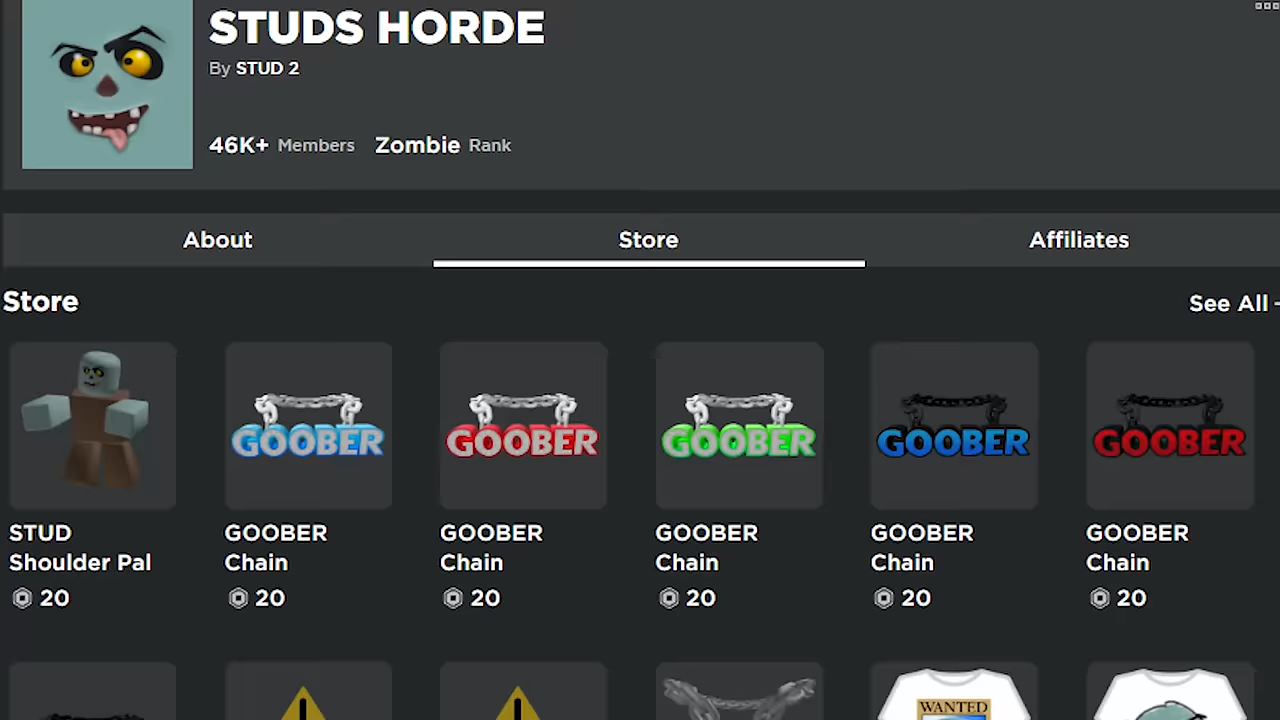 STUDS HORDE
By STUD 2
46K+ Members Zombie Rank
About Store Affiliates
Store See All
GOOBER GOOBER GOOBER GOOBER GOOBER
STUD GOOBER GOOBER GOOBER GOOBER GOOBER
Shoulder Pal Chain Chain Chain Chain Chain
20 20 20 20 20 20
WANTED